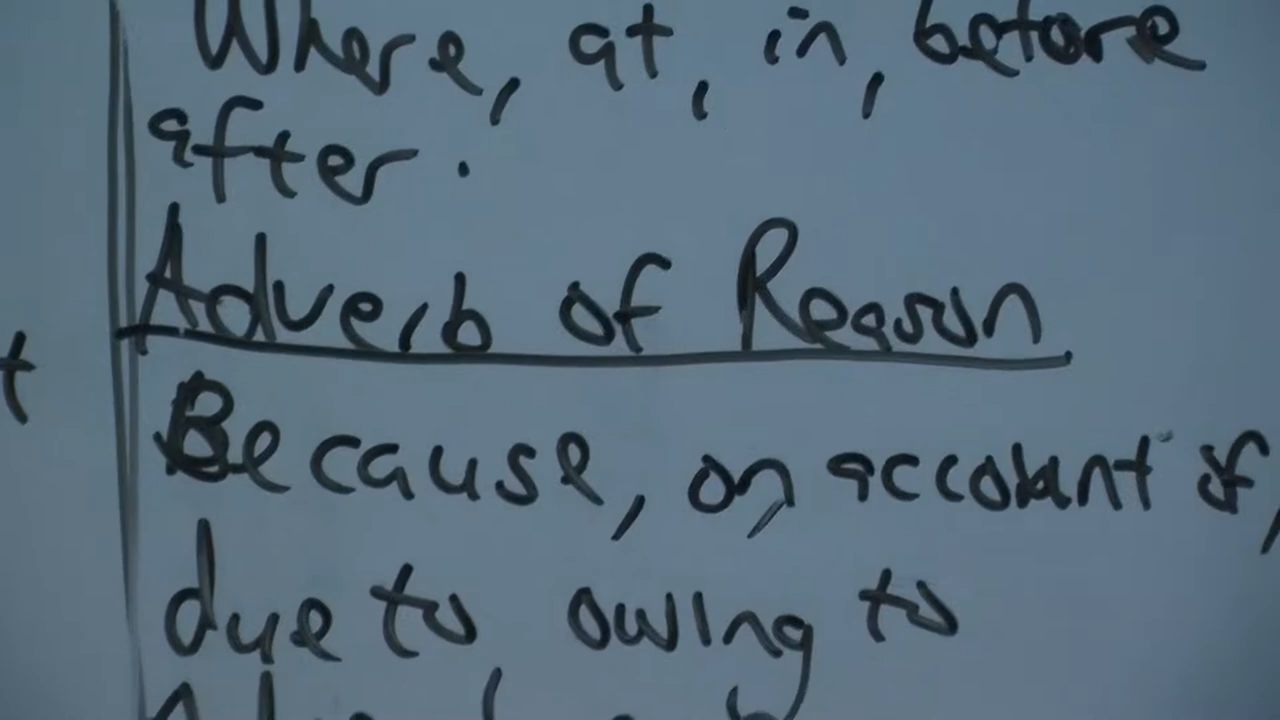 Where, at, in, before
after.
Adverb of Reason
Because, on account of,
due to owing to